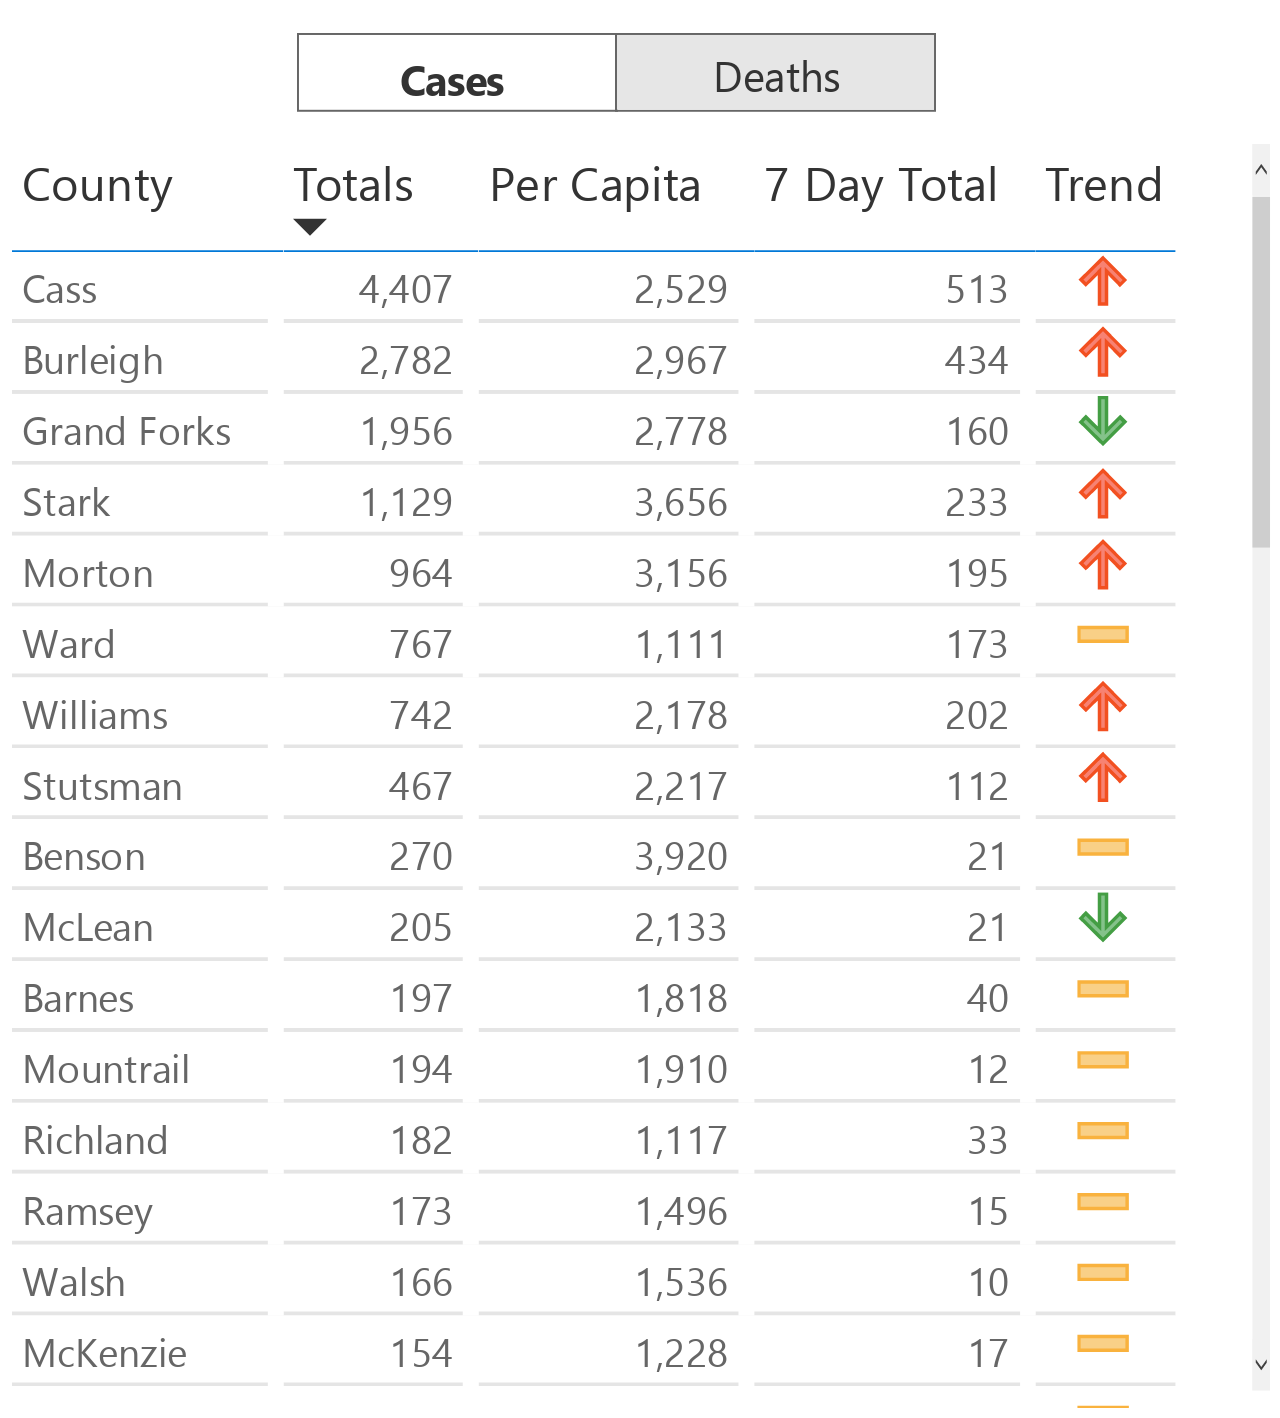 Cases Deaths
County Totals Per Capita 7 Day Total Trend
Cass 4,407 2,529 513
Burleigh 2,782 2,967 434
Grand Forks 1,956 2,778 160
Stark 1,129 3,656 233
Morton 964 3,156 195
Ward 767 1,111 173
Williams 742 2,178 202
Stutsman 467 2,217 112
Benson 270 3,920 21
McLean 205 2,133 21
Barnes 197 1,818 40
Mountrail 194 1,910 12
Richland 182 1,117 33
Ramsey 173 1,496 15
Walsh 166 1,536 10
McKenzie 154 1,228 17